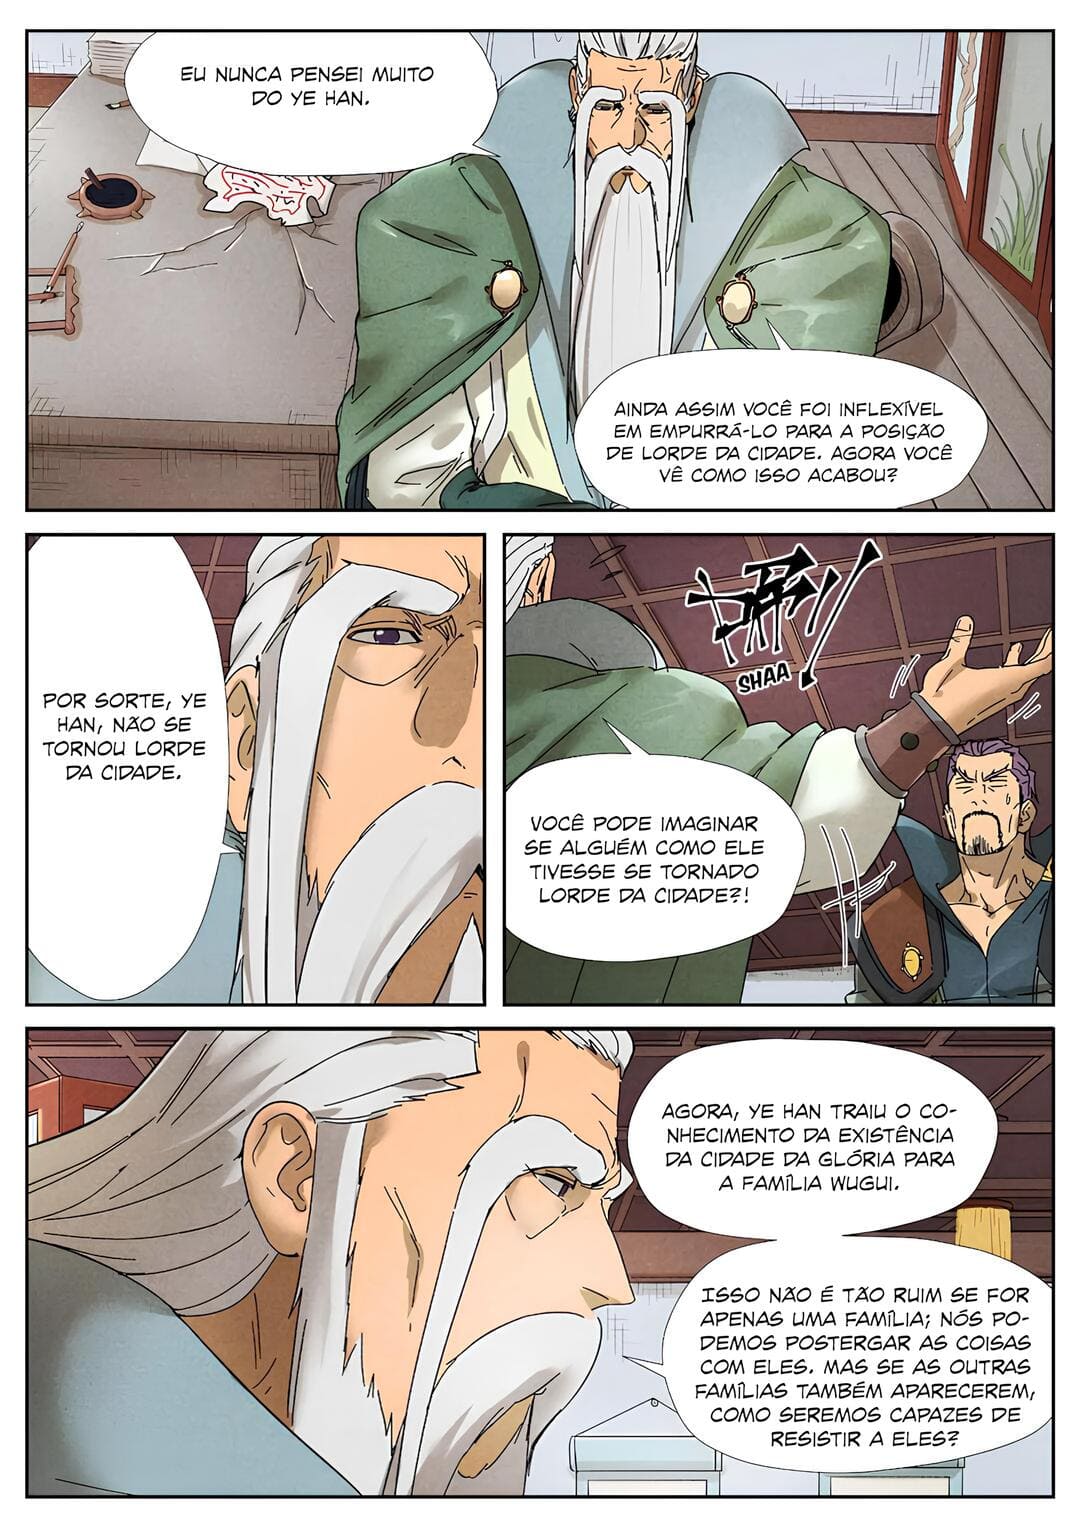 EU NUNCA PENSEI MUITO
DO YE HAN.
AINDA ASSIM VOCÊ FOI INFLEXÍVEL
EM EMPURRÁ-LO PARA A POSIÇÃO
DE LORDE DA CIDADE. AGORA VOCÊ
VÊ COMO ISSO ACABOU?
POR SORTE, YE
HAN, NÃO SE
TORNOU LORDE
DA CIDADE.
SHAA
VOCÊ PODE IMAGINAR
SE ALGUÉM COMO ELE
TIVESSE SE TORNADO
LORDE DA CIDADE?!
AGORA, YE HAN TRAIU O CO-
NHECIMENTO DA EXISTÊNCIA
DA CIDADE DA GLÓRIA PARA
A FAMÍLIA WUGUI.
ISSO NÃO É TÃO RUIM SE FOR
APENAS UMA FAMÍLIA; NÓS PO-
DEMOS POSTERGAR AS COISAS
COM ELES. MAS SE AS OUTRAS
FAMÍLIAS TAMBÉM APARECEREM,
COMO SEREMOS CAPAZES DE
RESISTIR A ELES?